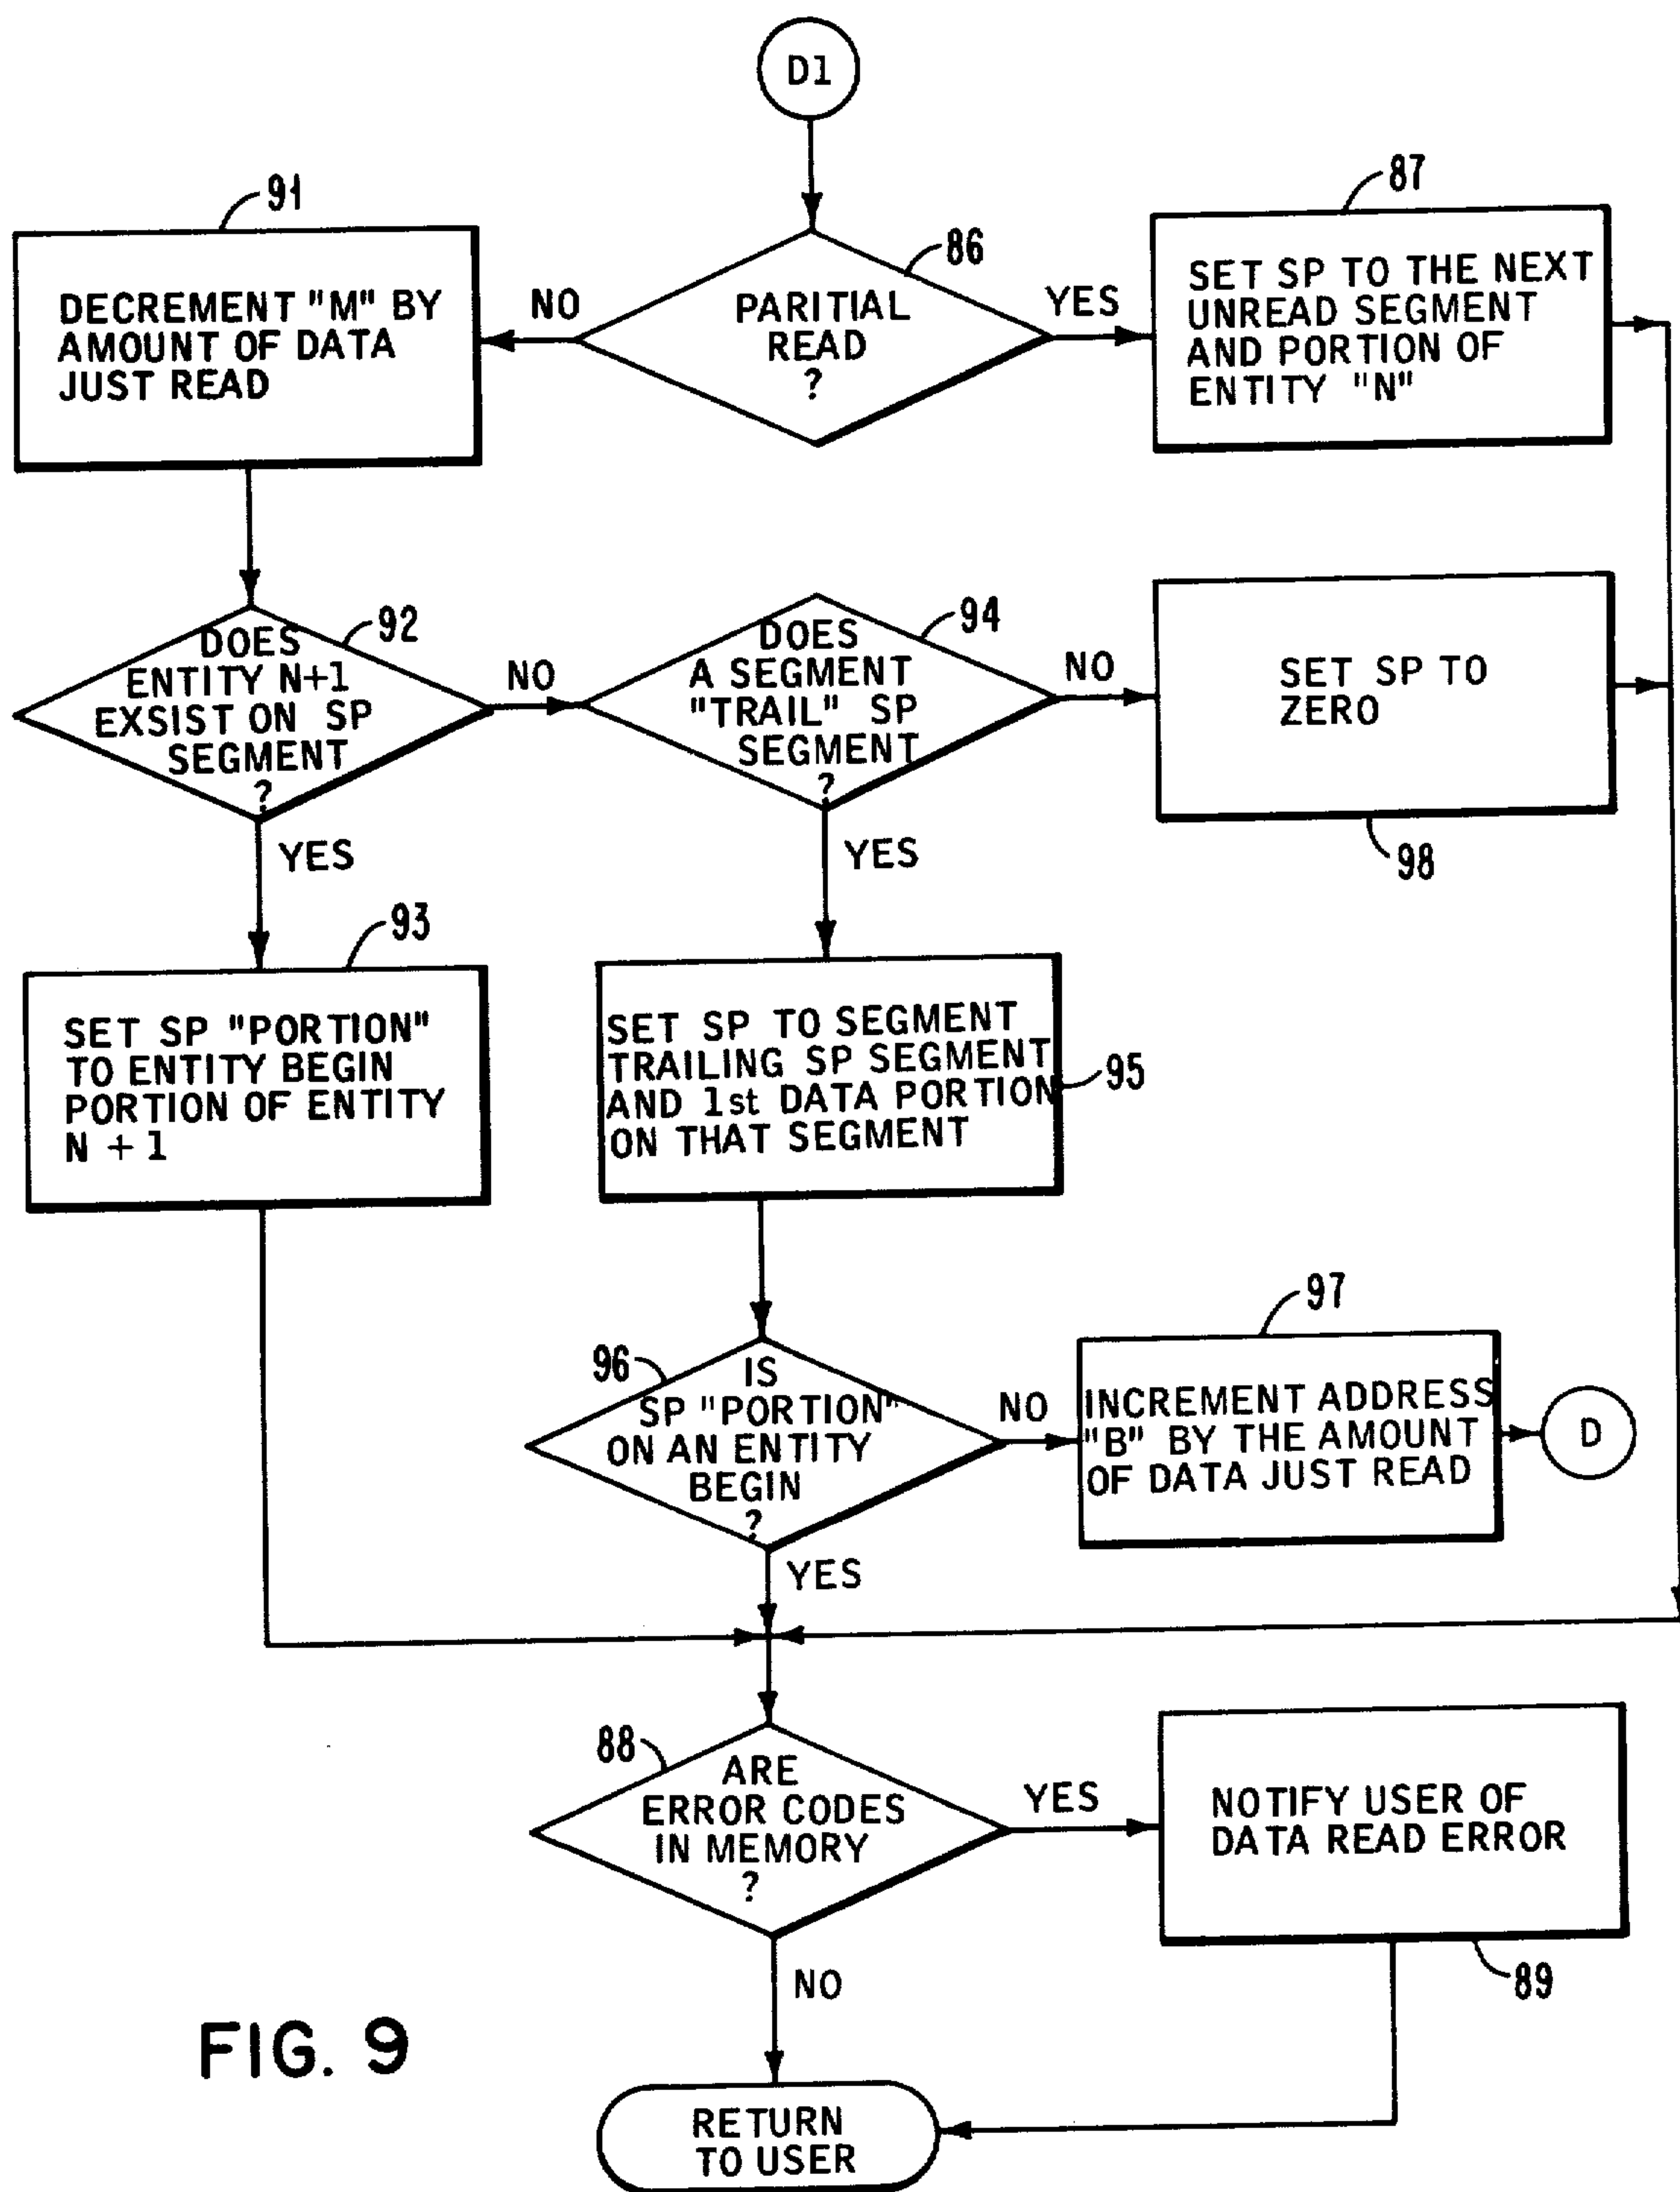 D1
91
87
86
DECREMENT "M" BY
AMOUNT OF DATA
JUST READ
NO
PARITIAL
READ
?
YES
SET SP TO THE NEXT
UNREAD SEGMENT
AND PORTION OF
ENTITY "N"
92
DOES
ENTITY N+1
EXSIST ON SP
SEGMENT
?
NO
94
DOES
A SEGMENT
"TRAIL" SP
SEGMENT
?
NO
SET SP TO
ZERO
98
YES
YES
93
SET SP "PORTION"
TO ENTITY BEGIN
PORTION OF ENTITY
N + 1
SET SP TO SEGMENT
TRAILING SP SEGMENT
AND 1st DATA PORTION
ON THAT SEGMENT
95
96
IS
SP "PORTION"
ON AN ENTITY
BEGIN
?
NO
97
INCREMENT ADDRESS
"B" BY THE AMOUNT
OF DATA JUST READ
D
YES
88
ARE
ERROR CODES
IN MEMORY
?
YES
NOTIFY USER OF
DATA READ ERROR
89
NO
FIG. 9
RETURN
TO USER